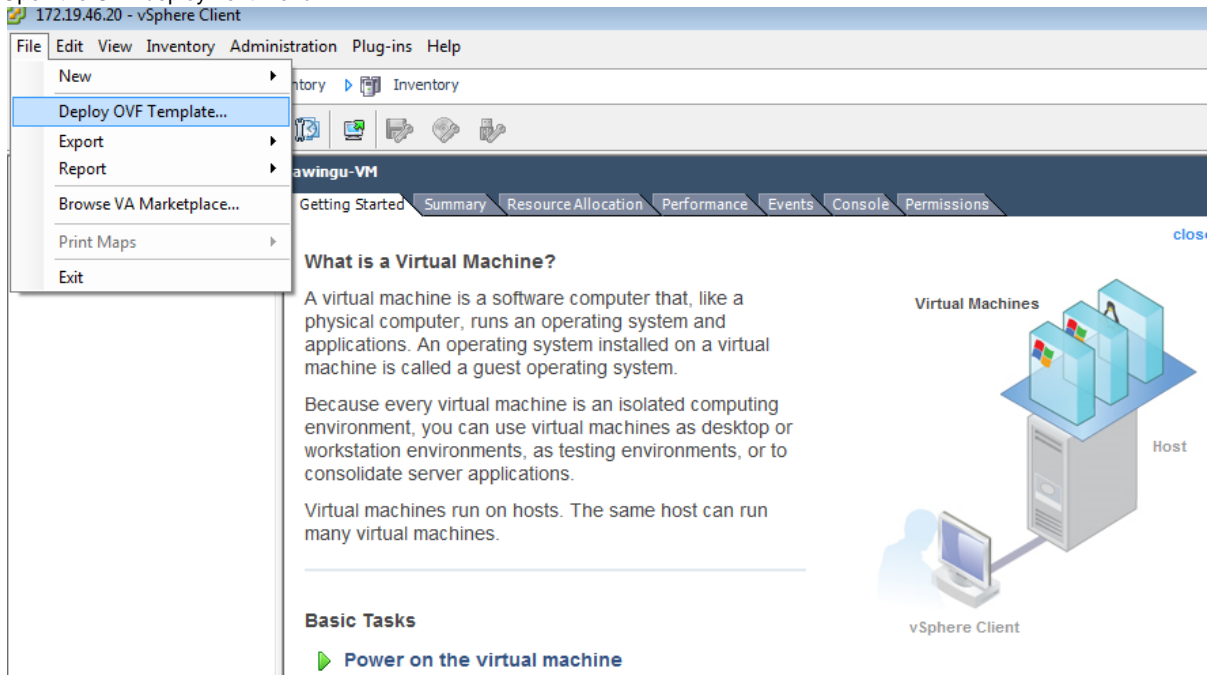 172.19.46.20 - vSphere Client
File Edit View Inventory Administration Plug-ins Help
New
Inventory
Deploy OVF Template...
Export
Report
Browse VA Marketplace...
Print Maps
Exit
awingu-VM
Getting Started Summary Resource Allocation Performance Events Console Permissions
What is a Virtual Machine?
A virtual machine is a software computer that, like a
physical computer, runs an operating system and
applications. An operating system installed on a virtual
machine is called a guest operating system.
Because every virtual machine is an isolated computing
environment, you can use virtual machines as desktop or
workstation environments, as testing environments, or to
consolidate server applications.
Virtual machines run on hosts. The same host can run
many virtual machines.
Virtual Machines
Host
vSphere Client
Basic Tasks
Power on the virtual machine